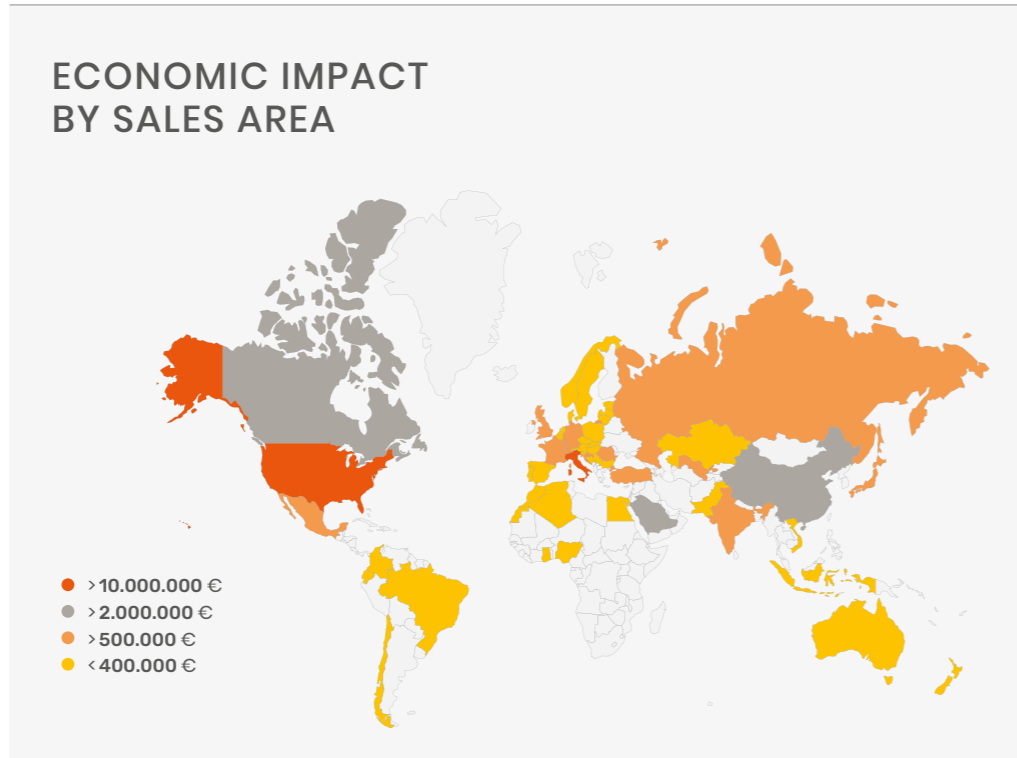 ECONOMIC IMPACT
BY SALES AREA
>10.000.000 €
>2.000.000 €
>500.000 €
<400.000 €